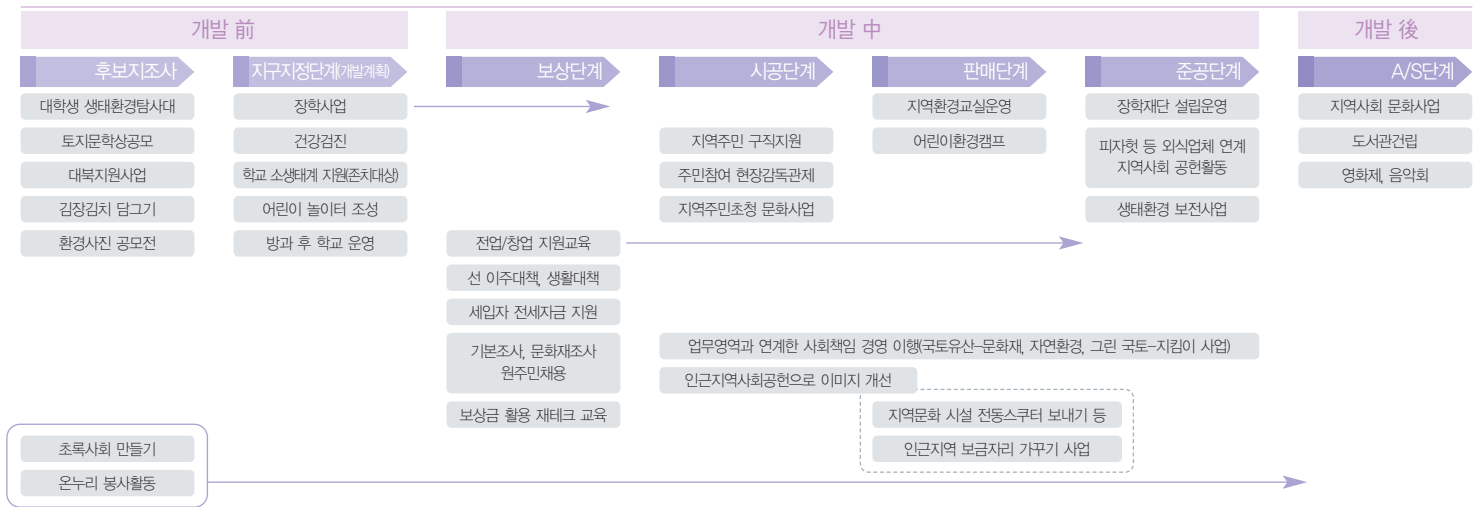 개발 前
개발 中
개발 後
후보지조사
지구지정단계(개발계획)
보상단계
시공단계
판매단계
준공단계
A/S단계
대학생 생태환경탐사대
토지문학상공모
대북지원사업
김장김치 담그기
환경사진 공모전
장학사업
건강검진
학교 소생태계 지원(존치대상)
어린이 놀이터 조성
방과 후 학교 운영
전업/창업 지원교육
선 이주대책, 생활대책
세입자 전세자금 지원
기본조사, 문화재조사
원주민채용
보상금 활용 재테크 교육
지역주민 구직지원
주민참여 현장감독관제
지역주민초청 문화사업
지역환경교실운영
어린이환경캠프
장학재단 설립운영
피자헛 등 외식업체 연계
지역사회 공헌활동
생태환경 보전사업
지역사회 문화사업
도서관건립
영화제, 음악회
업무영역과 연계한 사회책임 경영 이행(국토유산-문화재, 자연환경, 그린 국토-지킴이 사업)
인근지역사회공헌으로 이미지 개선
지역문화 시설 전동스쿠터 보내기 등
인근지역 보금자리 가꾸기 사업
초록사회 만들기
온누리 봉사활동